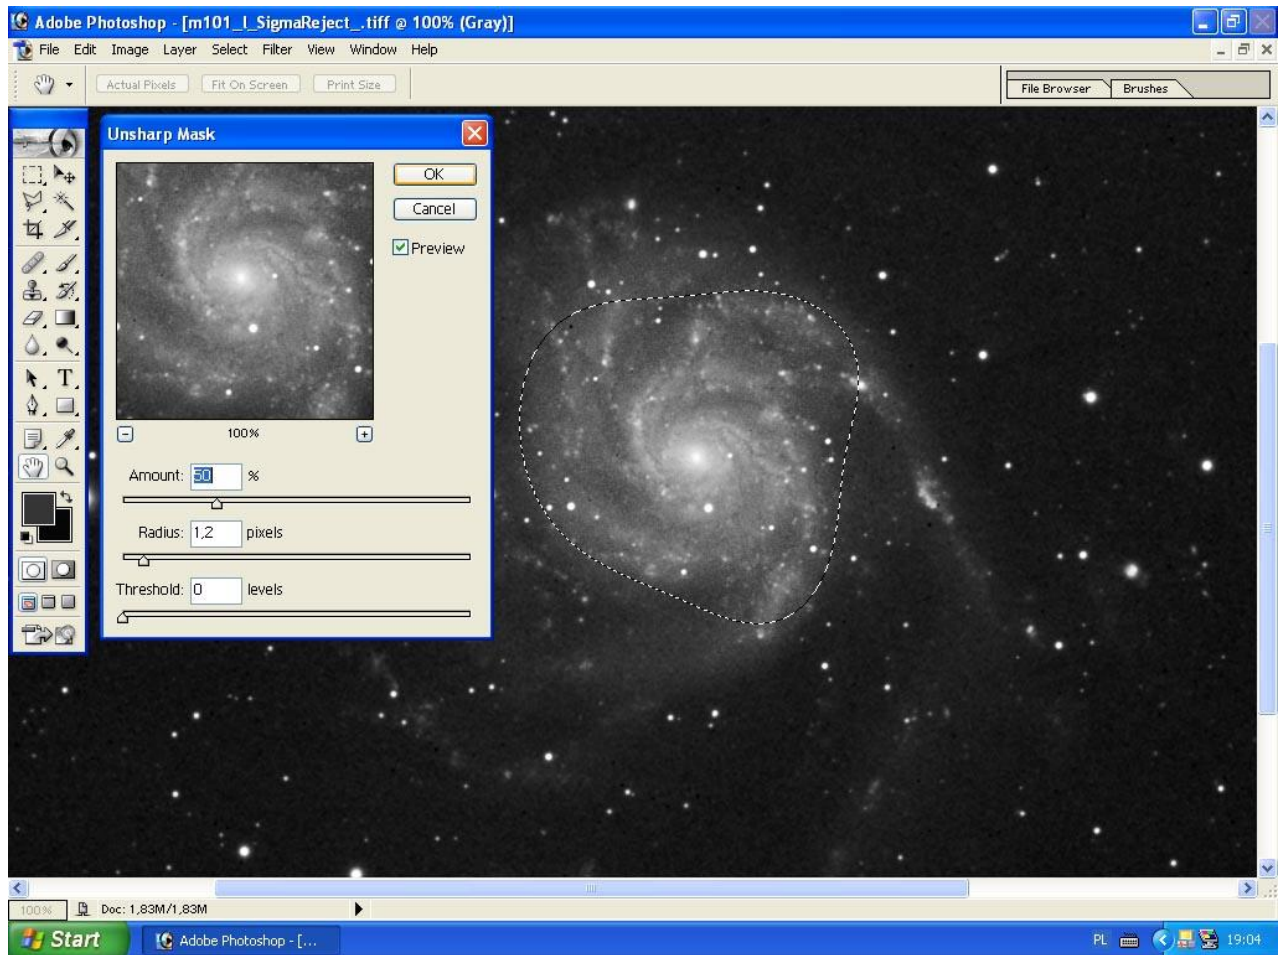 Adobe Photoshop - [m101_I_SigmaReject_.tiff @ 100% (Gray)]
File Edit Image Layer Select Filter View Window Help
Actual Pixels Fit On Screen Print Size File Browser Brushes
Unsharp Mask
OK
Cancel
Preview
100%
Amount: 50 %
Radius: 1,2 pixels
Threshold: 0 levels
T
100% Doc: 1,83M/1,83M
Start Adobe Photoshop - [... PL 19:04